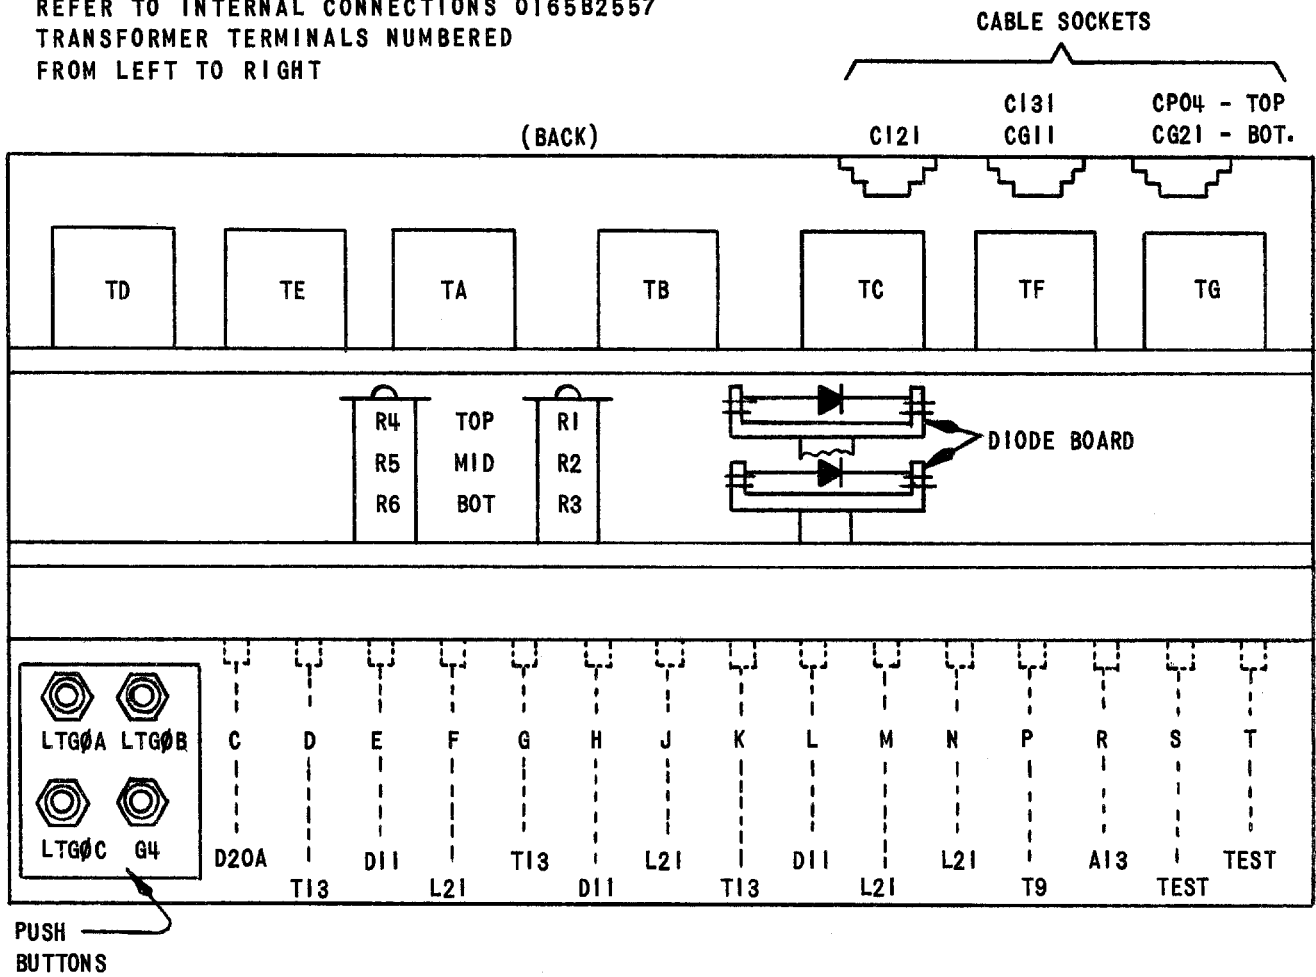 REFER TO INTERNAL CONNECTIONS 0165B2557
TRANSFORMER TERMINALS NUMBERED
FROM LEFT TO RIGHT
CABLE SOCKETS
C131 CP04 - TOP
(BACK) C121 CG11 CG21 - BOT.
TD TE TA TB TC TF TG
R4 TOP R1
R5 MID R2
R6 BOT R3
DIODE BOARD
LTGØA LTGØB C D E F G H J K L M N P R S T
LTGØC G4 D20A D11 T13 L21 D11 L21 A13 TEST
T13 L21 D11 T13 L21 T9 TEST
PUSH
BUTTONS